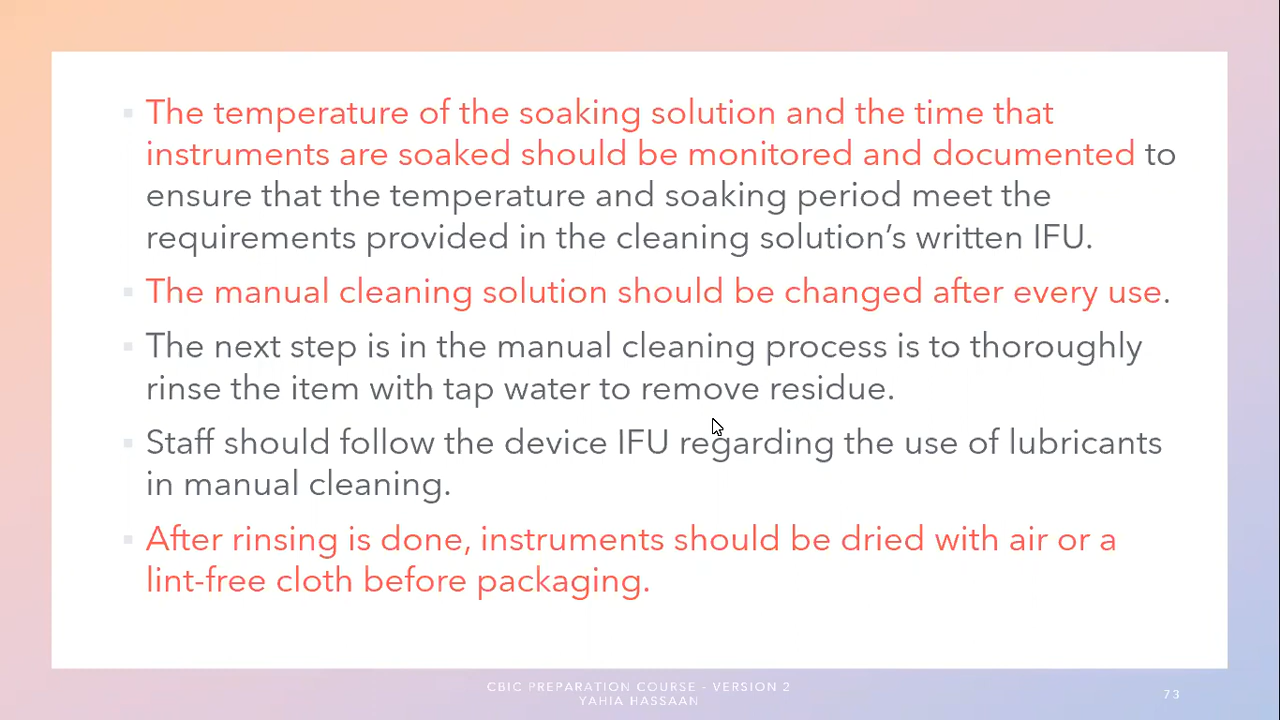 The temperature of the soaking solution and the time that
instruments are soaked should be monitored and documented to
ensure that the temperature and soaking period meet the
requirements provided in the cleaning solution's written IFU.
The manual cleaning solution should be changed after every use.
The next step is in the manual cleaning process is to thoroughly
rinse the item with tap water to remove residue.
Staff should follow the device IFU regarding the use of lubricants
in manual cleaning.
After rinsing is done, instruments should be dried with air or a
lint-free cloth before packaging.
CBIC PREPARATION COURSE - VERSION 2
YAHIA HASSAAN
73